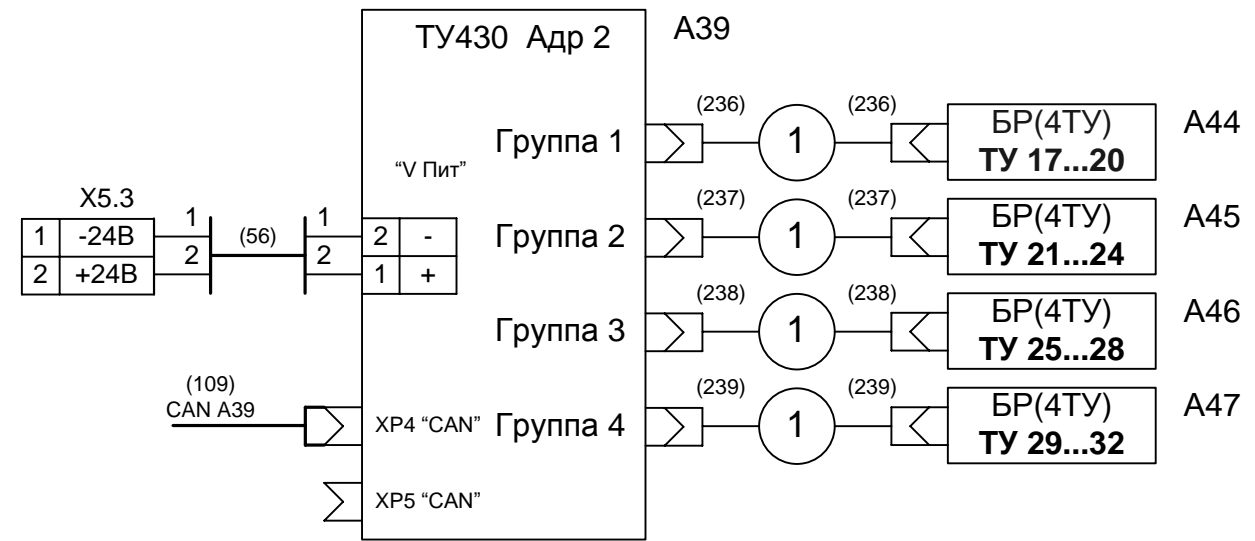 ТУ430 Адр 2
А39
(236)
(236)
Группа 1
1
БР(4ТУ)
ТУ 17...20
А44
“V Пит”
X5.3
1
-24В
1
(56)
1
2
-
2
+24В
2
2
1
+
(237)
(237)
Группа 2
1
БР(4ТУ)
ТУ 21...24
А45
(238)
(238)
Группа 3
1
БР(4ТУ)
ТУ 25...28
А46
(109)
CAN A39
XP4 “CAN”
(239)
(239)
Группа 4
1
БР(4ТУ)
ТУ 29...32
А47
XP5 “CAN”